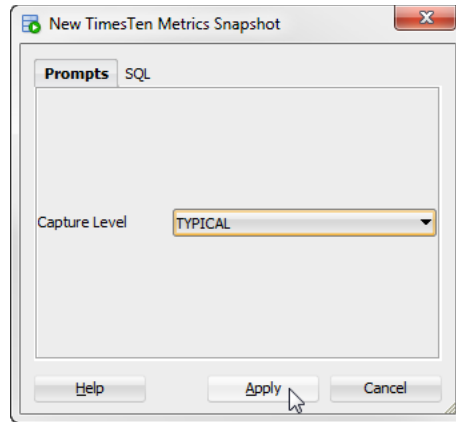 New TimesTen Metrics Snapshot
Prompts SQL
Capture Level TYPICAL
Help Apply Cancel